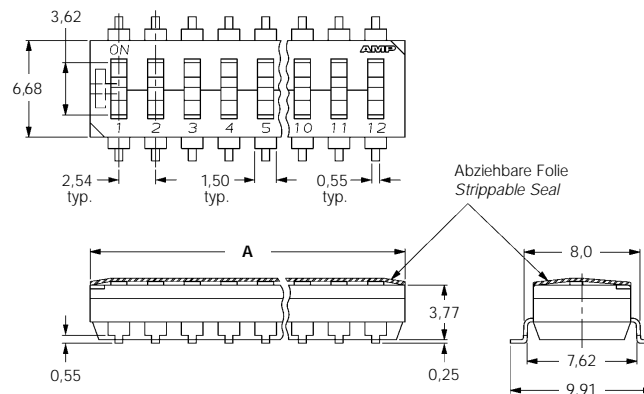 3,62
ON
AMP
6,68
1 2 3 4 5 10 11 12
2,54
typ.
1,50
typ.
0,55
typ.
Abziehbare Folie
Strippable Seal
A
8,0
3,77
0,55
0,25
7,62
9,91